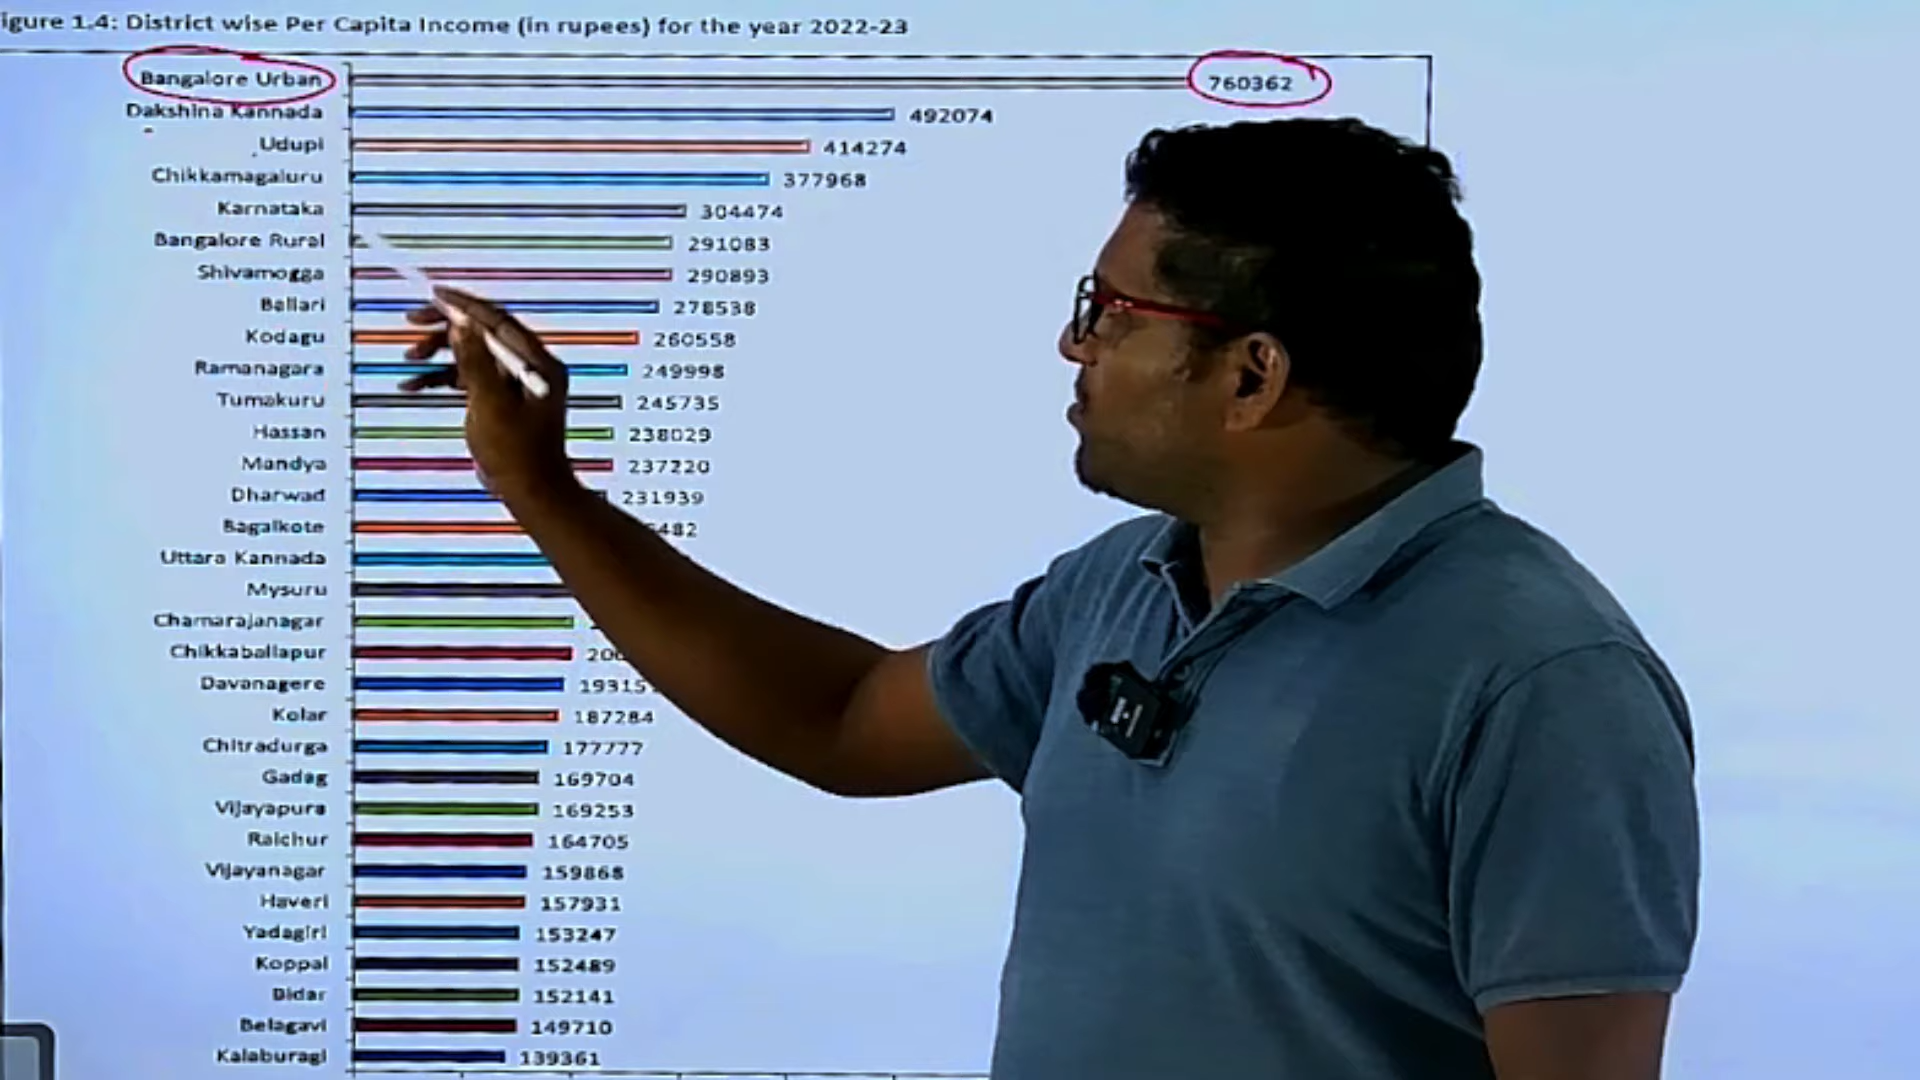 igure 1.4: District wise Per Capita Income (in rupees) for the year 2022-23
Bangalore Urban 760362
Dakshina Kannada 492074
Udupi 414274
Chikkamagaluru 377968
Karnataka 304474
Bangalore Rural 291083
Shivamogga 290893
Bellari 278538
Kodagu 260558
Ramanagara 249998
Tumakuru 245735
Hassan 238029
Mandya 237220
Dharwad 231939
Bagalkote 482
Uttara Kannada
Mysuru
Chamarajanagar
Chikkaballapur 20
Davanagere 19315
Kolar 187284
Chitradurga 177777
Gadag 169704
Vijayapura 169253
Raichur 164705
Vijayanagar 159868
Haveri 157931
Yadagiri 153247
Koppal 152489
Bidar 152141
Belagavi 149710
Kalaburagi 139361